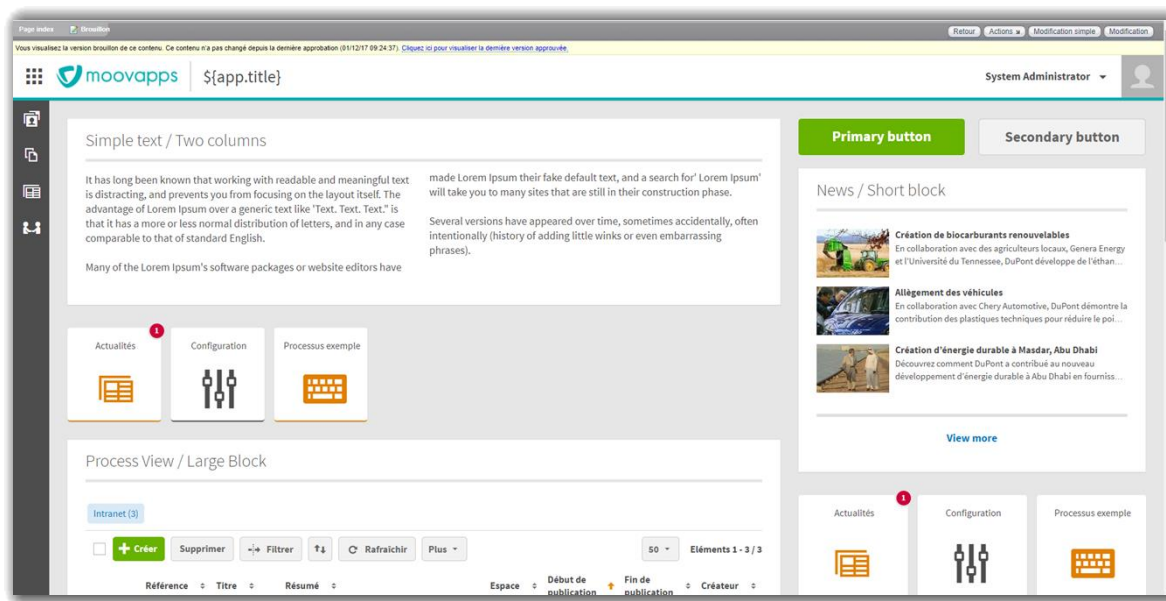 Page index Brouillon Retour Actions Modification simple Modification
Vous visualisez la version brouillon de ce contenu. Ce contenu n'a pas changé depuis la dernière approbation (01/12/17 09:24:37). Cliquez ici pour visualiser la dernière version approuvée.
moovapps ${app.title} System Administrator
Simple text / Two columns
It has long been known that working with readable and meaningful text
is distracting, and prevents you from focusing on the layout itself. The
advantage of Lorem Ipsum over a generic text like 'Text. Text. Text." is
that it has a more or less normal distribution of letters, and in any case
comparable to that of standard English.
Many of the Lorem Ipsum's software packages or website editors have
made Lorem Ipsum their fake default text, and a search for' Lorem Ipsum'
will take you to many sites that are still in their construction phase.
Several versions have appeared over time, sometimes accidentally, often
intentionally (history of adding little winks or even embarrassing
phrases).
Primary button Secondary button
News / Short block
Création de biocarburants renouvelables
En collaboration avec des agriculteurs locaux, Genera Energy
et l'Université du Tennessee, DuPont développe de l'éthan...
Allègement des véhicules
En collaboration avec Chery Automotive, DuPont démontre la
contribution des plastiques techniques pour réduire le poi...
Création d'énergie durable à Masdar, Abu Dhabi
Découvrez comment DuPont a contribué au nouveau
développement d'énergie durable à Abu Dhabi en fourniss...
View more
1
Actualités Configuration Processus exemple
Process View / Large Block
Intranet (3)
Créer Supprimer Filtrer Rafraîchir Plus 50 Eléments 1 - 3 / 3
Référence Titre Résumé Espace Début de publication Fin de publication Créateur
1
Actualités Configuration Processus exemple